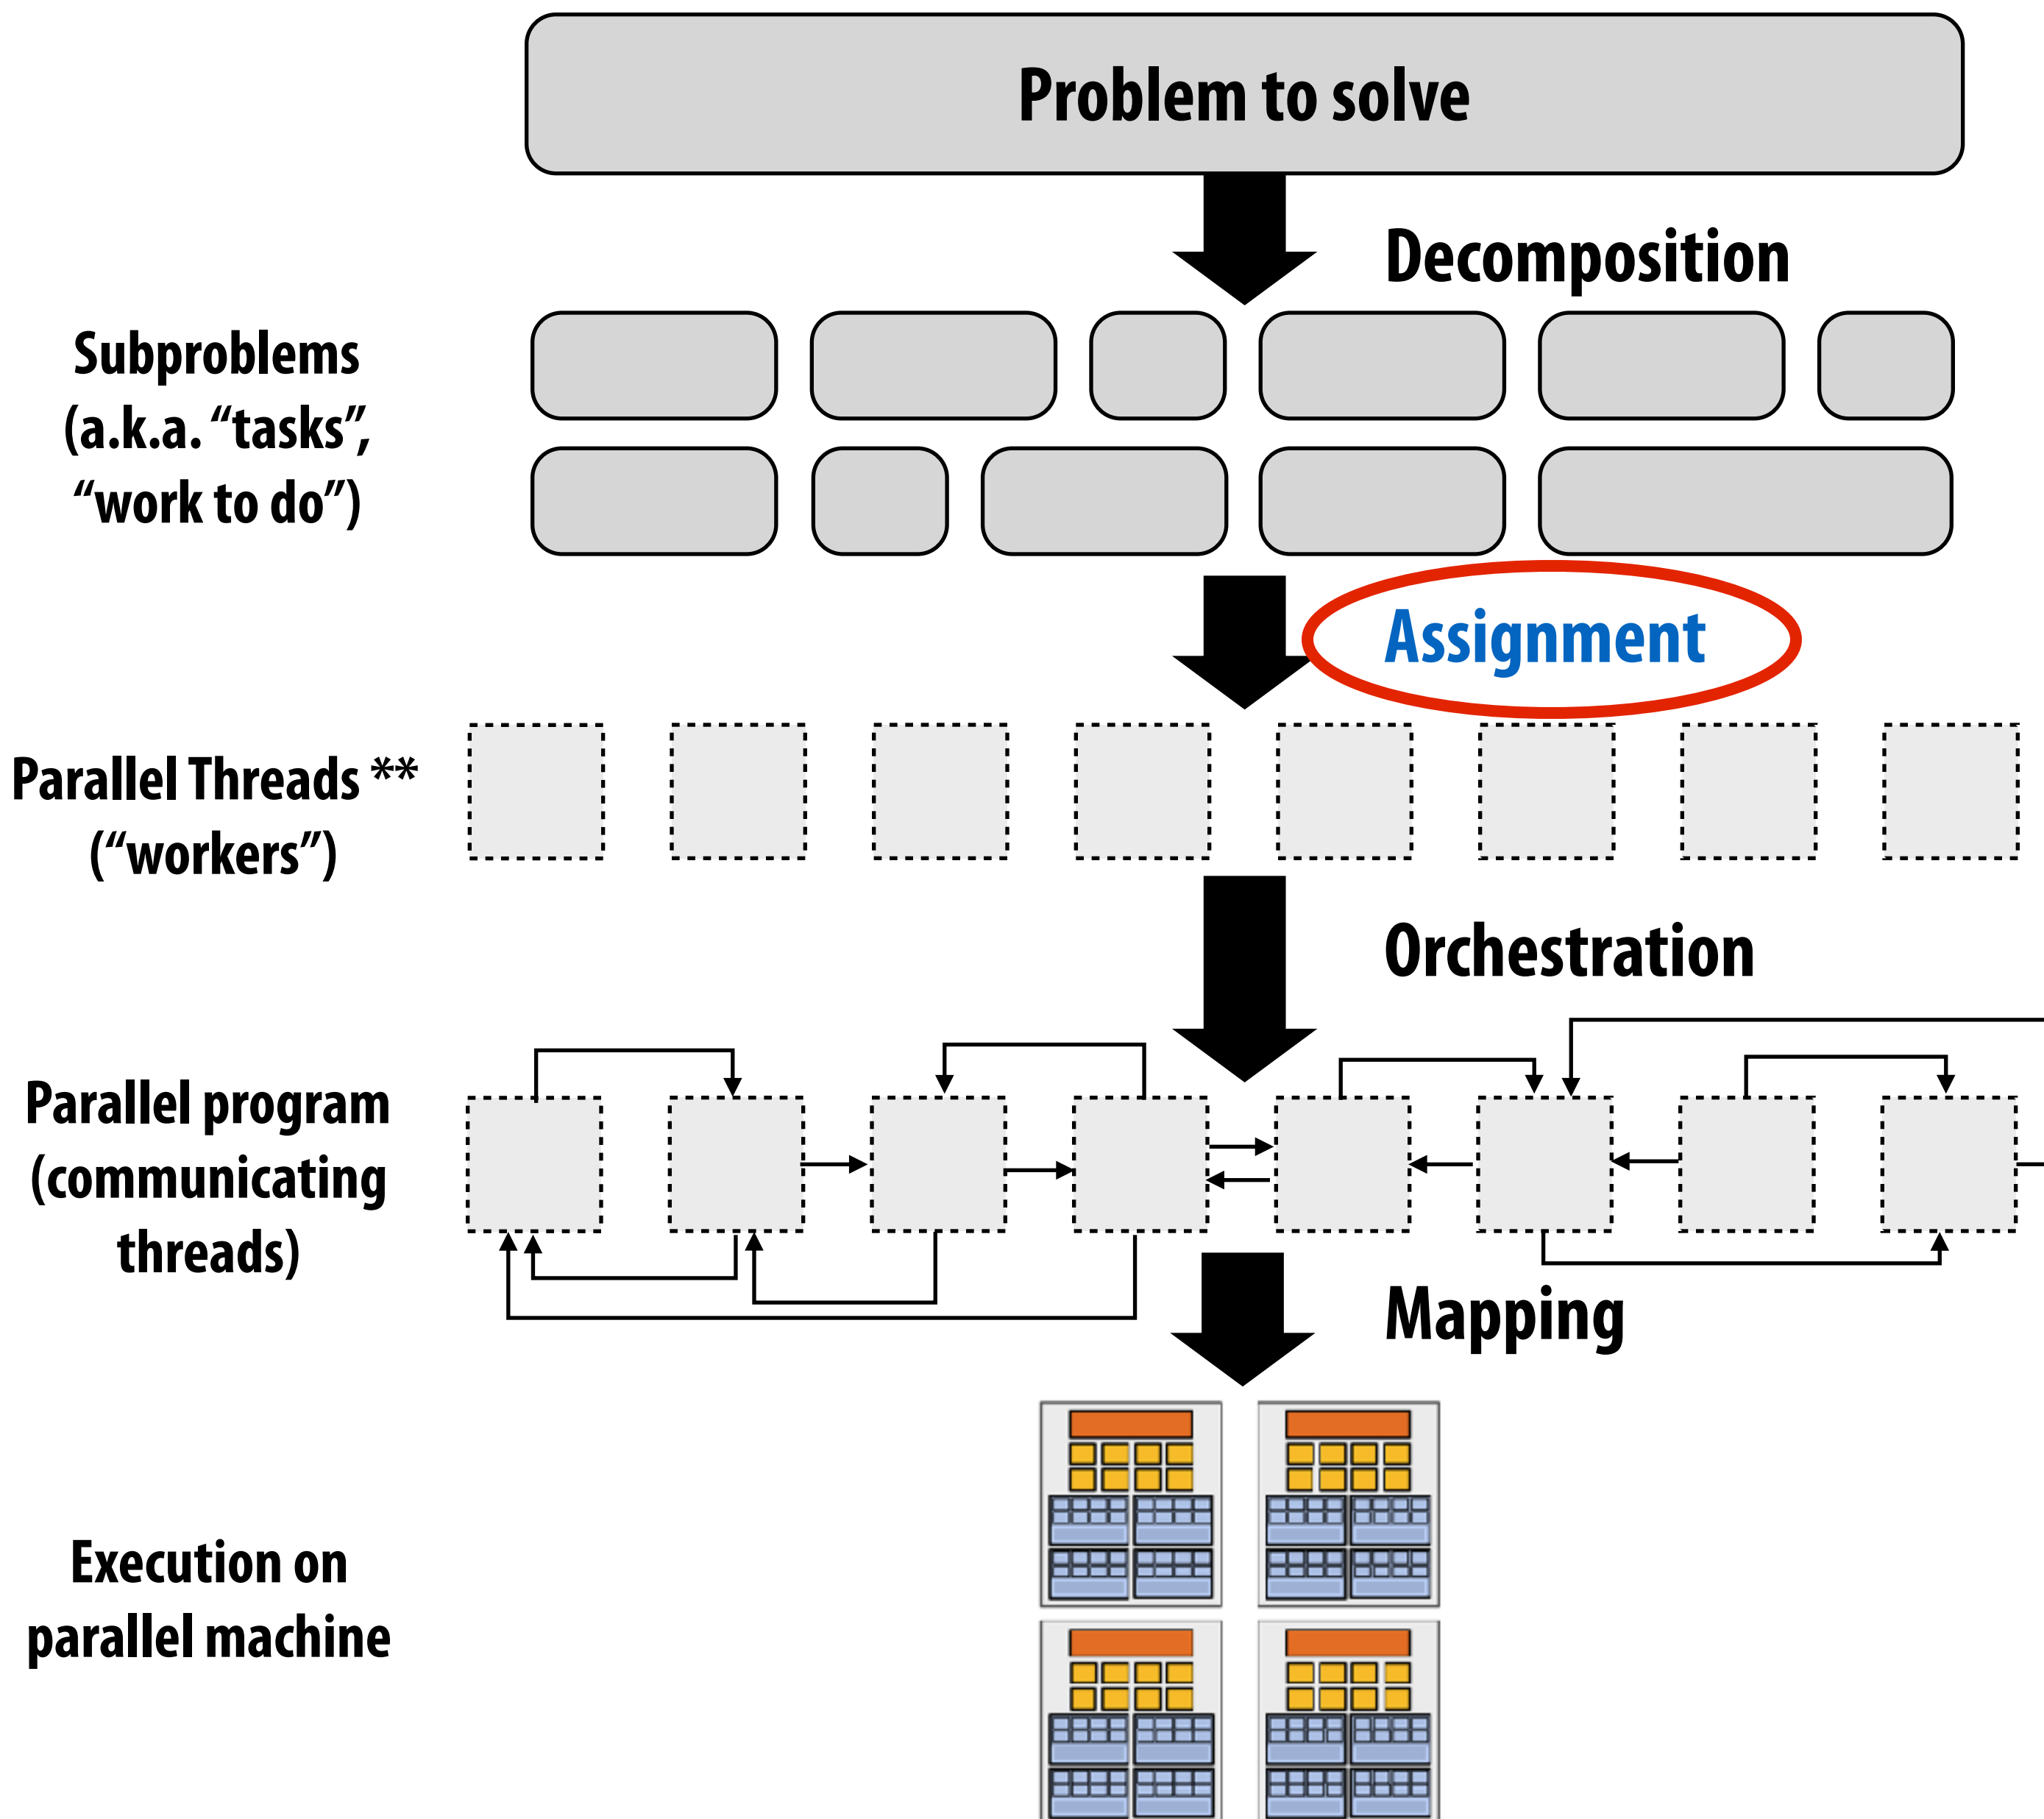 Problem to solve
Decomposition
Subproblems
(a.k.a. “tasks”,
“work to do”)
Assignment
Parallel Threads **
(“workers”)
Orchestration
Parallel program
(communicating
threads)
Mapping
Execution on
parallel machine